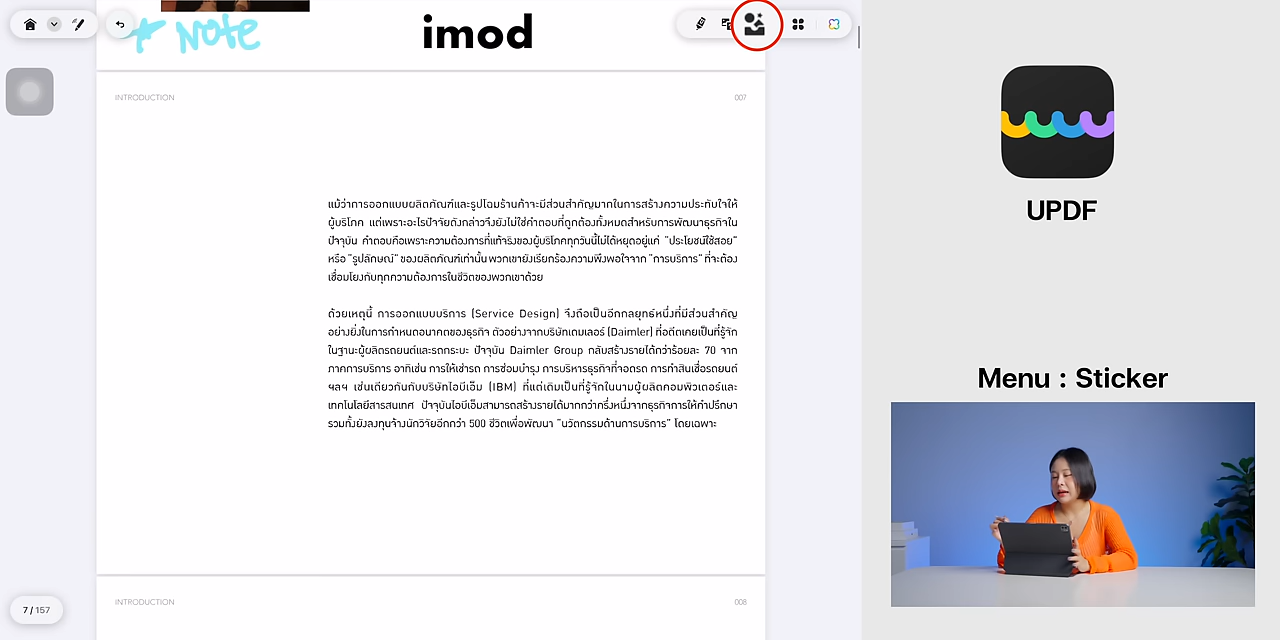 Note
imod
INTRODUCTION
007
แม้ว่าการออกแบบผลิตภัณฑ์และรูปโฉมร้านค้าจะมีส่วนสำคัญมากในการสร้างความประทับใจให้
ผู้บริโภค แต่เพราะอะไรปัจจัยดังกล่าวจึงยังไม่ใช่คำตอบที่ถูกต้องทั้งหมดสำหรับการพัฒนาธุรกิจใน
ปัจจุบัน คำตอบคือเพราะความต้องการที่แท้จริงของผู้บริโภคทุกวันนี้ไม่ได้หยุดอยู่แค่ "ประโยชน์ใช้สอย"
หรือ "รูปลักษณ์" ของผลิตภัณฑ์เท่านั้น พวกเขายังเรียกร้องความพึงพอใจจาก "การบริการ" ที่จะต้อง
เชื่อมโยงกับทุกความต้องการในชีวิตของพวกเขาด้วย
ด้วยเหตุนี้ การออกแบบบริการ (Service Design) จึงถือเป็นอีกกลยุทธ์หนึ่งที่มีส่วนสำคัญ
อย่างยิ่งในการกำหนดอนาคตของธุรกิจ ตัวอย่างจากบริษัทเดมเลอร์ (Daimler) ที่อดีตเคยเป็นที่รู้จัก
ในฐานะผู้ผลิตรถยนต์และรถกระบะ ปัจจุบัน Daimler Group กลับสร้างรายได้กว่าร้อยละ 70 จาก
ภาคการบริการ อาทิเช่น การให้เช่ารถ การซ่อมบำรุง การบริหารธุรกิจที่จอดรถ การทำสินเชื่อรถยนต์
ฯลฯ เช่นเดียวกันกับบริษัทไอบีเอ็ม (IBM) ที่แต่เดิมเป็นที่รู้จักในนามผู้ผลิตคอมพิวเตอร์และ
เทคโนโลยีสารสนเทศ ปัจจุบันไอบีเอ็มสามารถสร้างรายได้มากกว่ากึ่งหนึ่งจากธุรกิจการให้คำปรึกษา
รวมทั้งยังลงทุนจ้างนักวิจัยอีกกว่า 500 ชีวิตเพื่อพัฒนา "นวัตกรรมด้านการบริการ" โดยเฉพาะ
7 / 157
INTRODUCTION
008
UPDF
Menu : Sticker